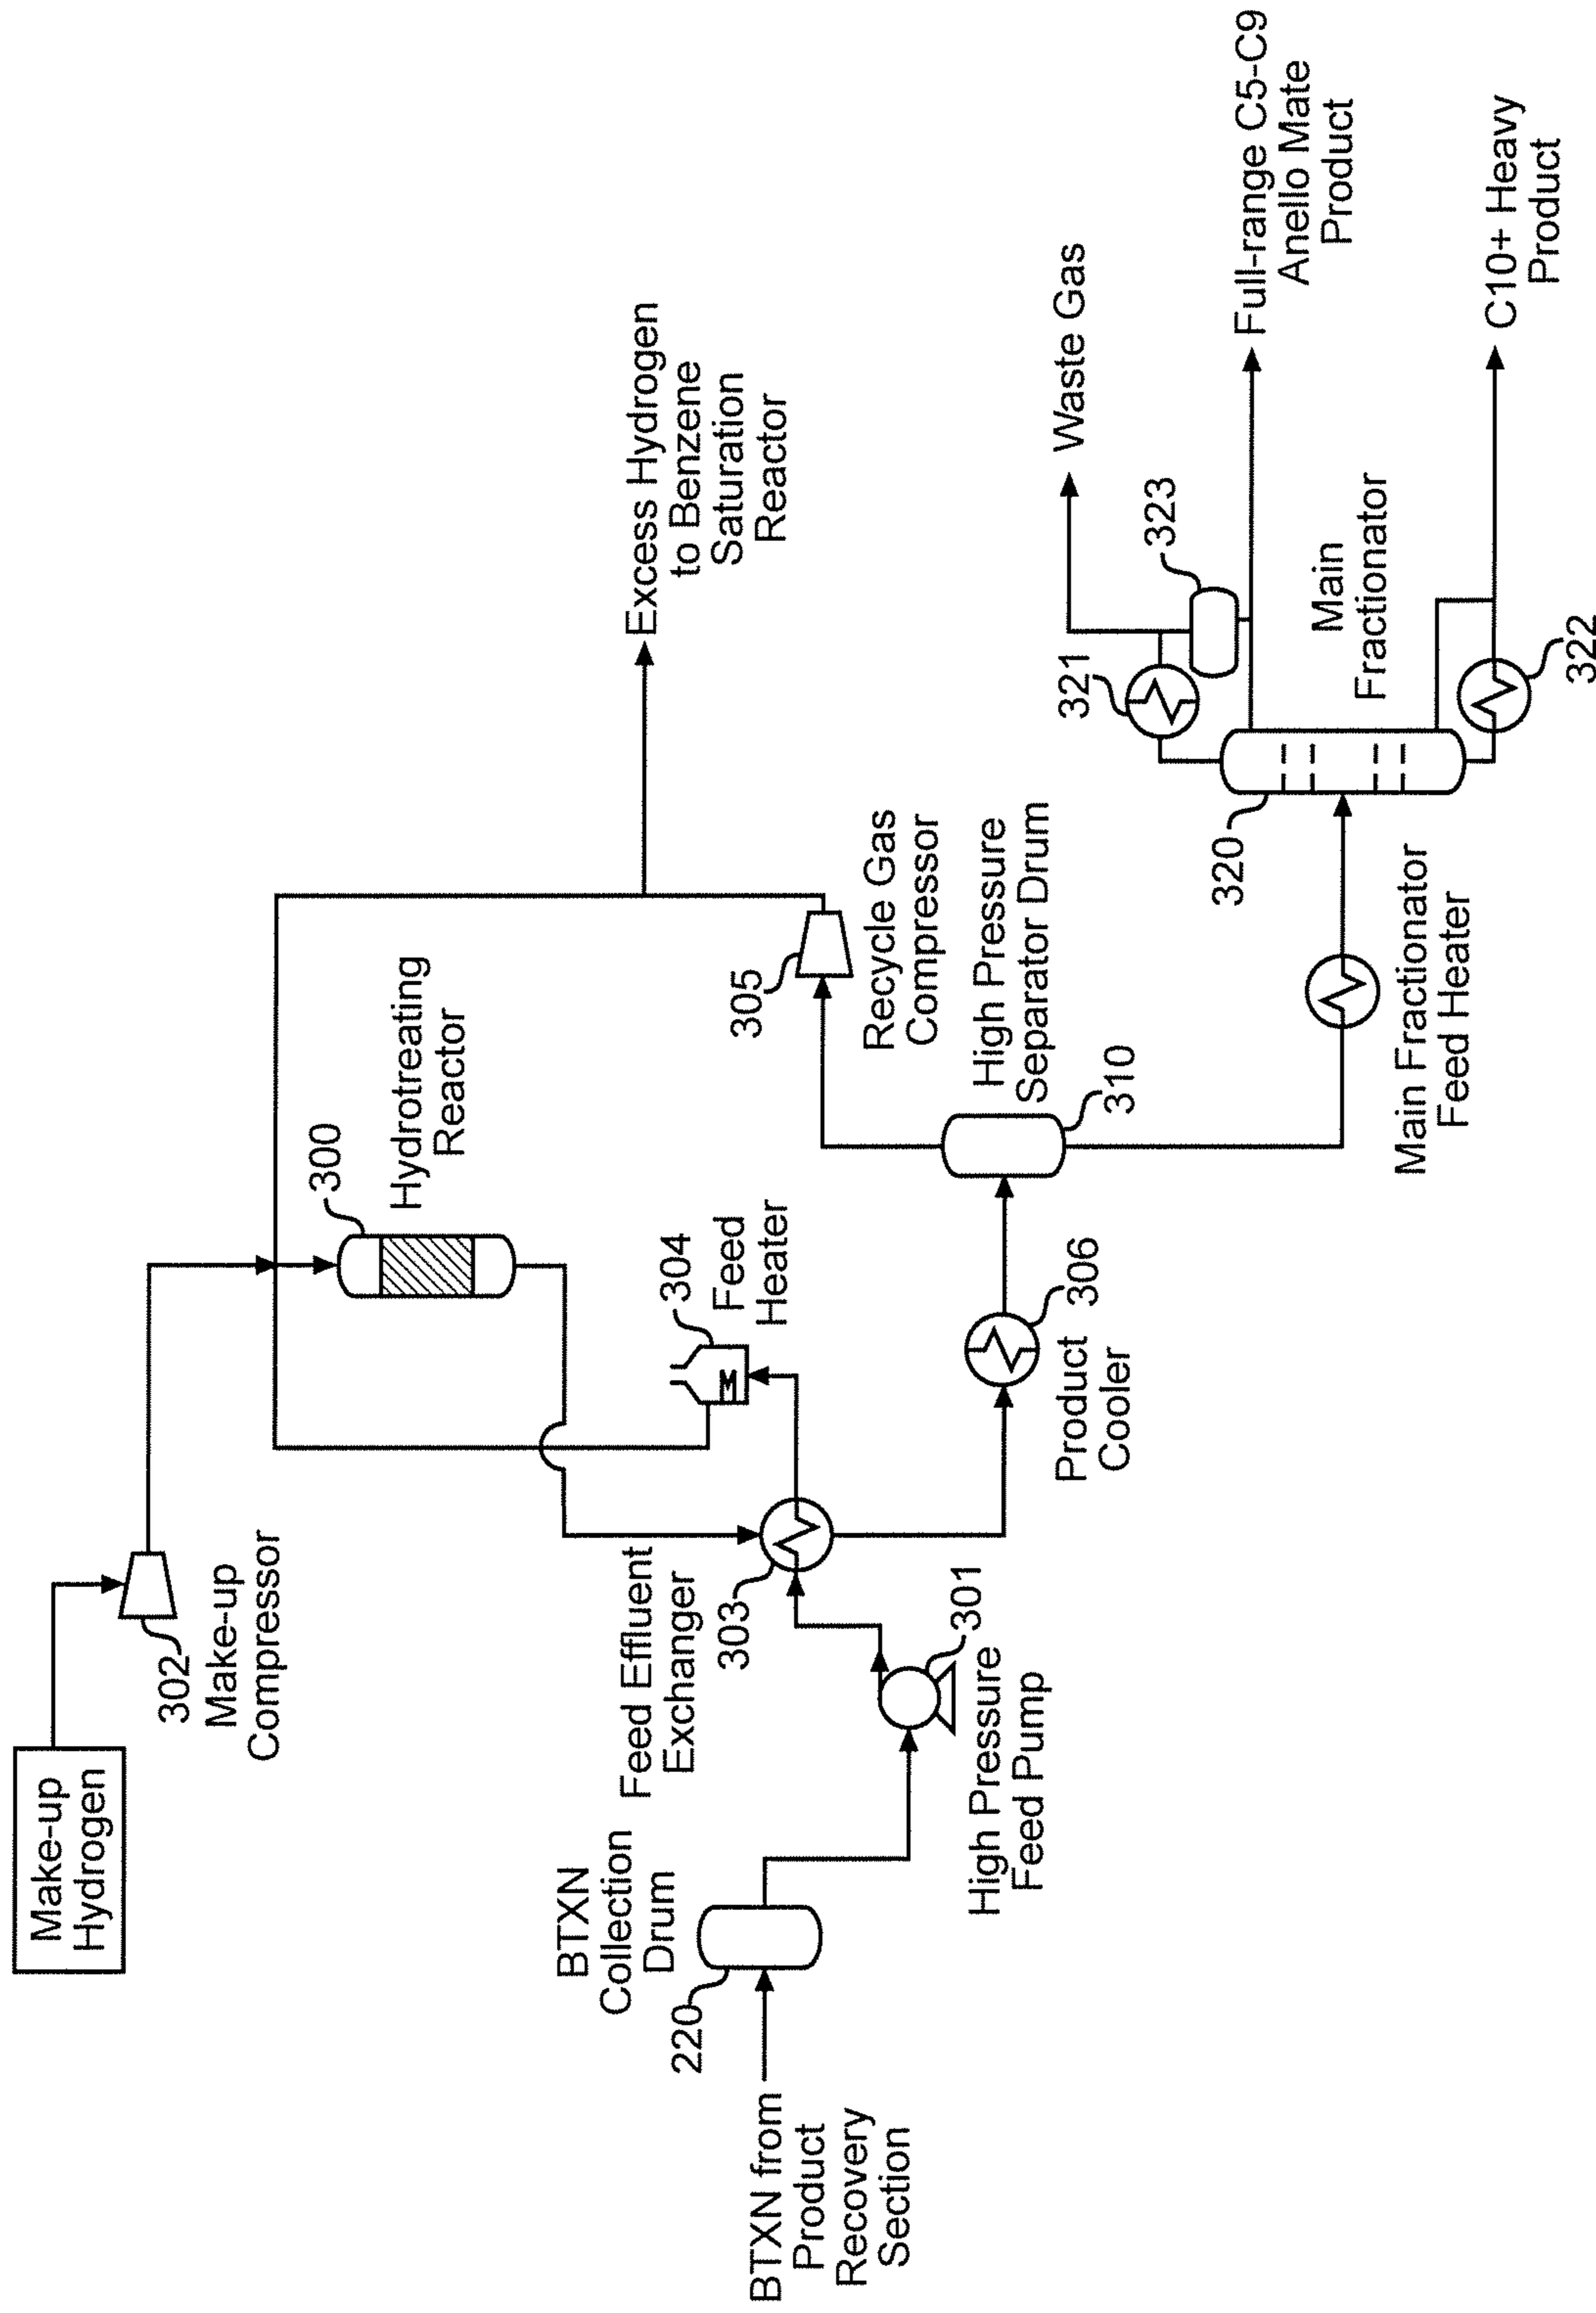 Make-up
Hydrogen
302
Make-up
Compressor
300
Hydrotreating
Reactor
Excess Hydrogen
to Benzene
Saturation
Reactor
BTXN from
Product
Recovery
Section
220
BTXN
Collection
Drum
High Pressure
Feed Pump
301
Feed Effluent
Exchanger
303
304
Feed
Heater
Product
Cooler
306
305
Recycle Gas
Compressor
High Pressure
Separator Drum
310
Main Fractionator
Feed Heater
320
321
323
Waste Gas
Main
Fractionator
Full-range C5-C9
Anello Mate
Product
322
C10+ Heavy
Product